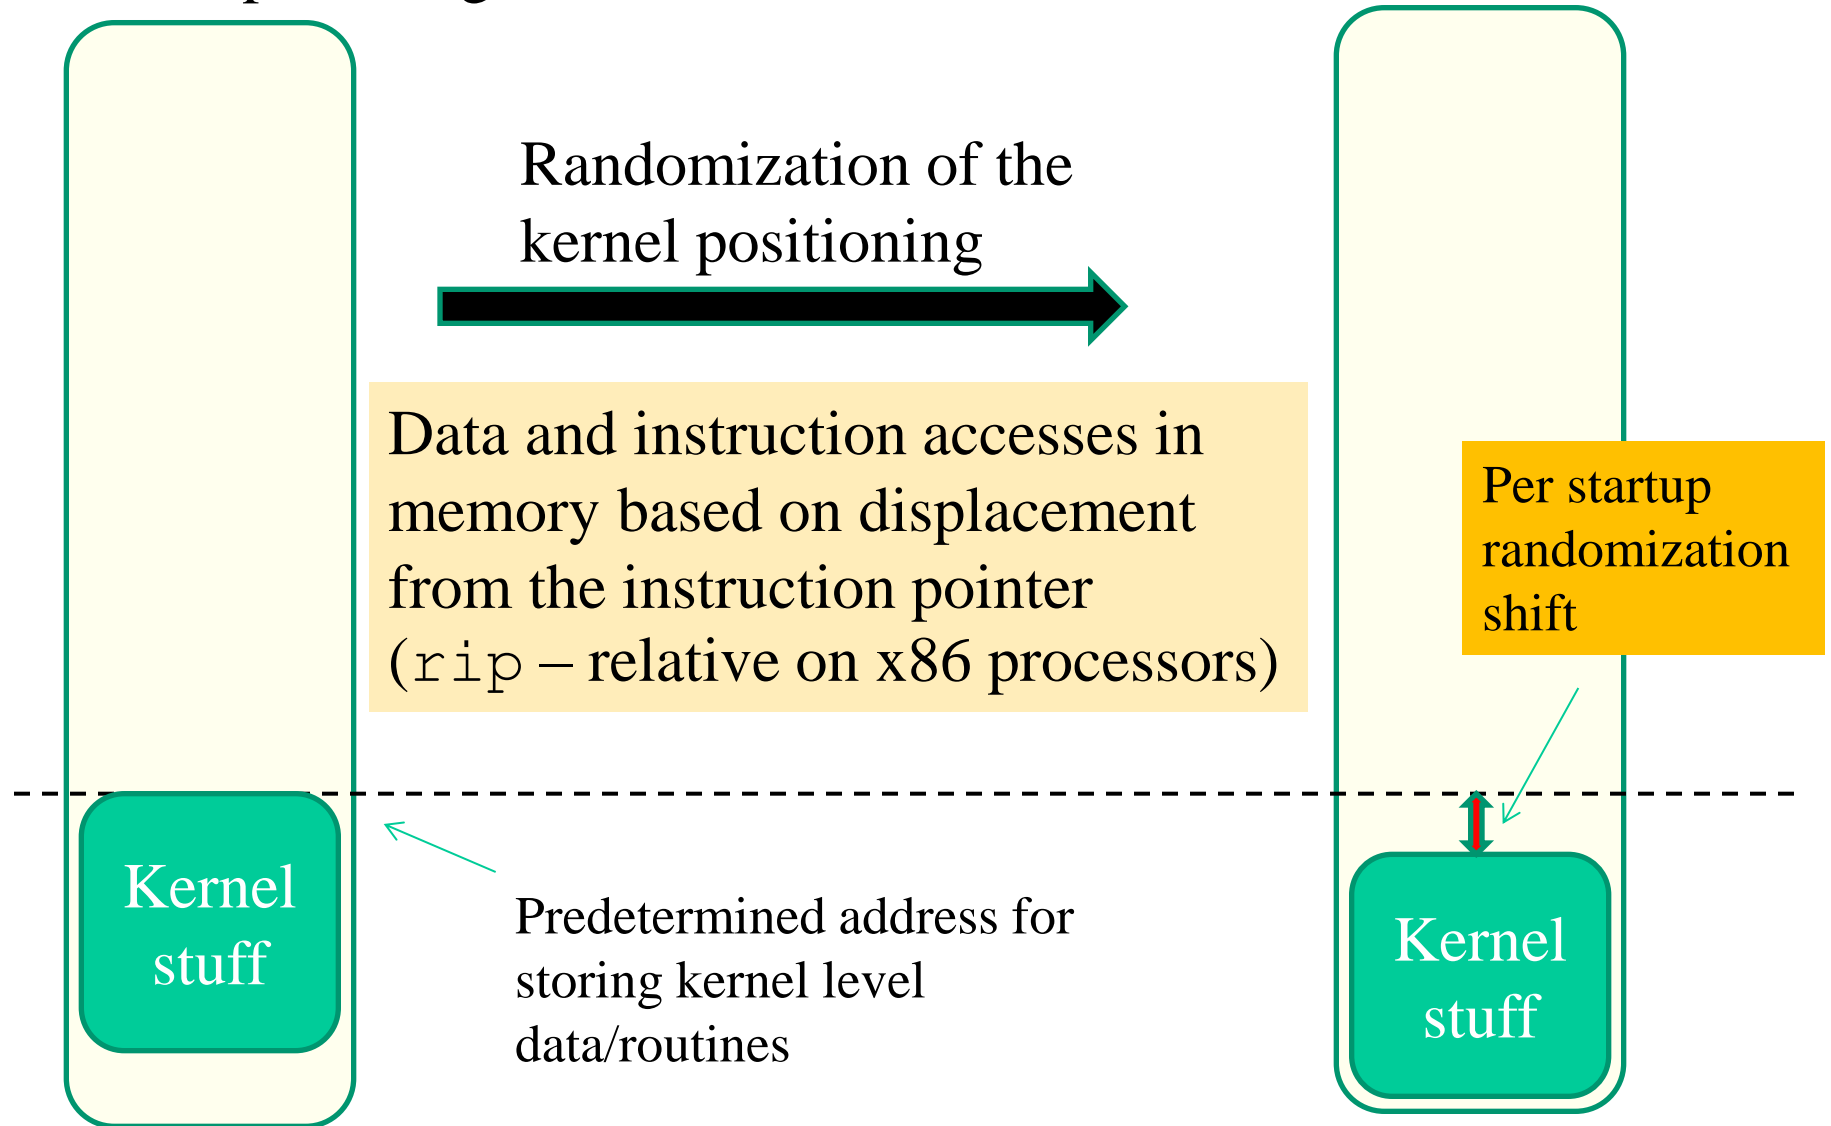 Randomization of the
kernel positioning
Data and instruction accesses in
memory based on displacement
from the instruction pointer
(rip – relative on x86 processors)
Per startup
randomization
shift
Kernel
stuff
Predetermined address for
storing kernel level
data/routines
Kernel
stuff